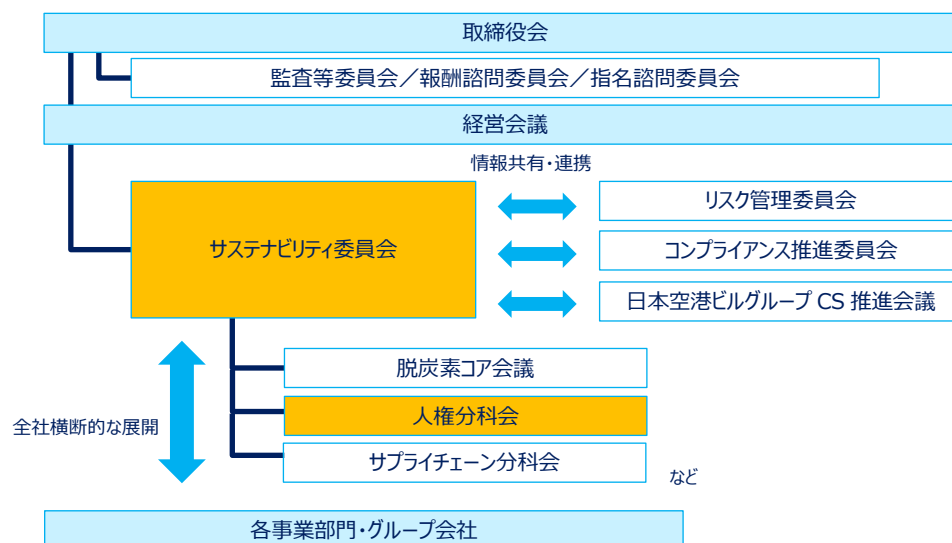 取締役会
監査等委員会／報酬諮問委員会／指名諮問委員会
経営会議
情報共有・連携
サステナビリティ委員会
リスク管理委員会
コンプライアンス推進委員会
日本空港ビルグループ CS 推進会議
脱炭素コア会議
全社横断的な展開
人権分科会
サプライチェーン分科会
など
各事業部門・グループ会社